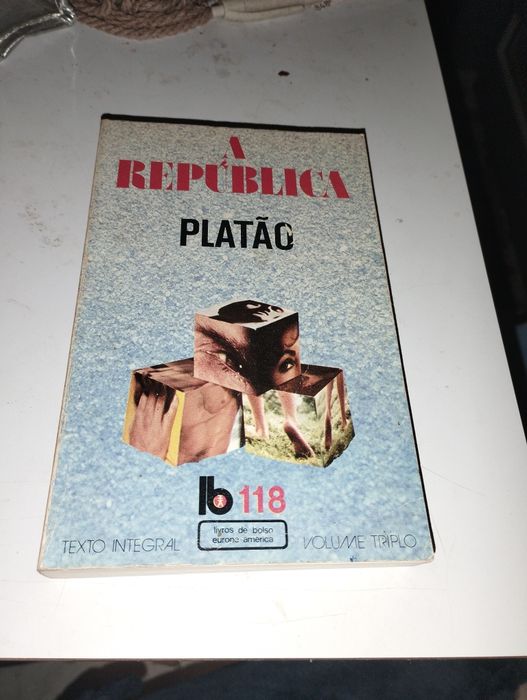 A
REPÚBLICA
PLATÃO
lb 118
livros de bolso
europa-américa
TEXTO INTEGRAL
VOLUME TRIPLO